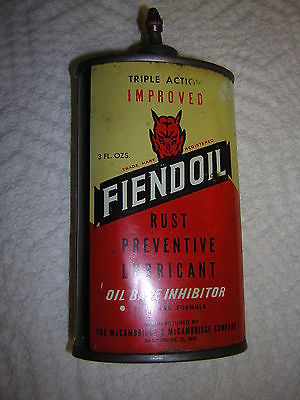 TRIPLE ACTION
IMPROVED
3 FL. OZS.
TRADE MARK REGISTERED
FIENDOIL
RUST
PREVENTIVE
LUBRICANT
OIL BASE INHIBITOR
FORMULA
MANUFACTURED BY
THE McCAMBRIDGE & McCAMBRIDGE COMPANY
BALTIMORE 23, MD.